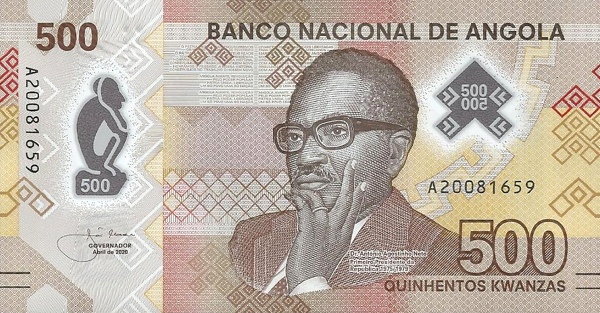 500
BANCO NACIONAL DE ANGOLA
A20081659
500
500
500
A20081659
GOVERNADOR
Abril de 2020
Dr. António Agostinho Neto
Primeiro Presidente da
República 1975-1979
500
QUINHENTOS KWANZAS